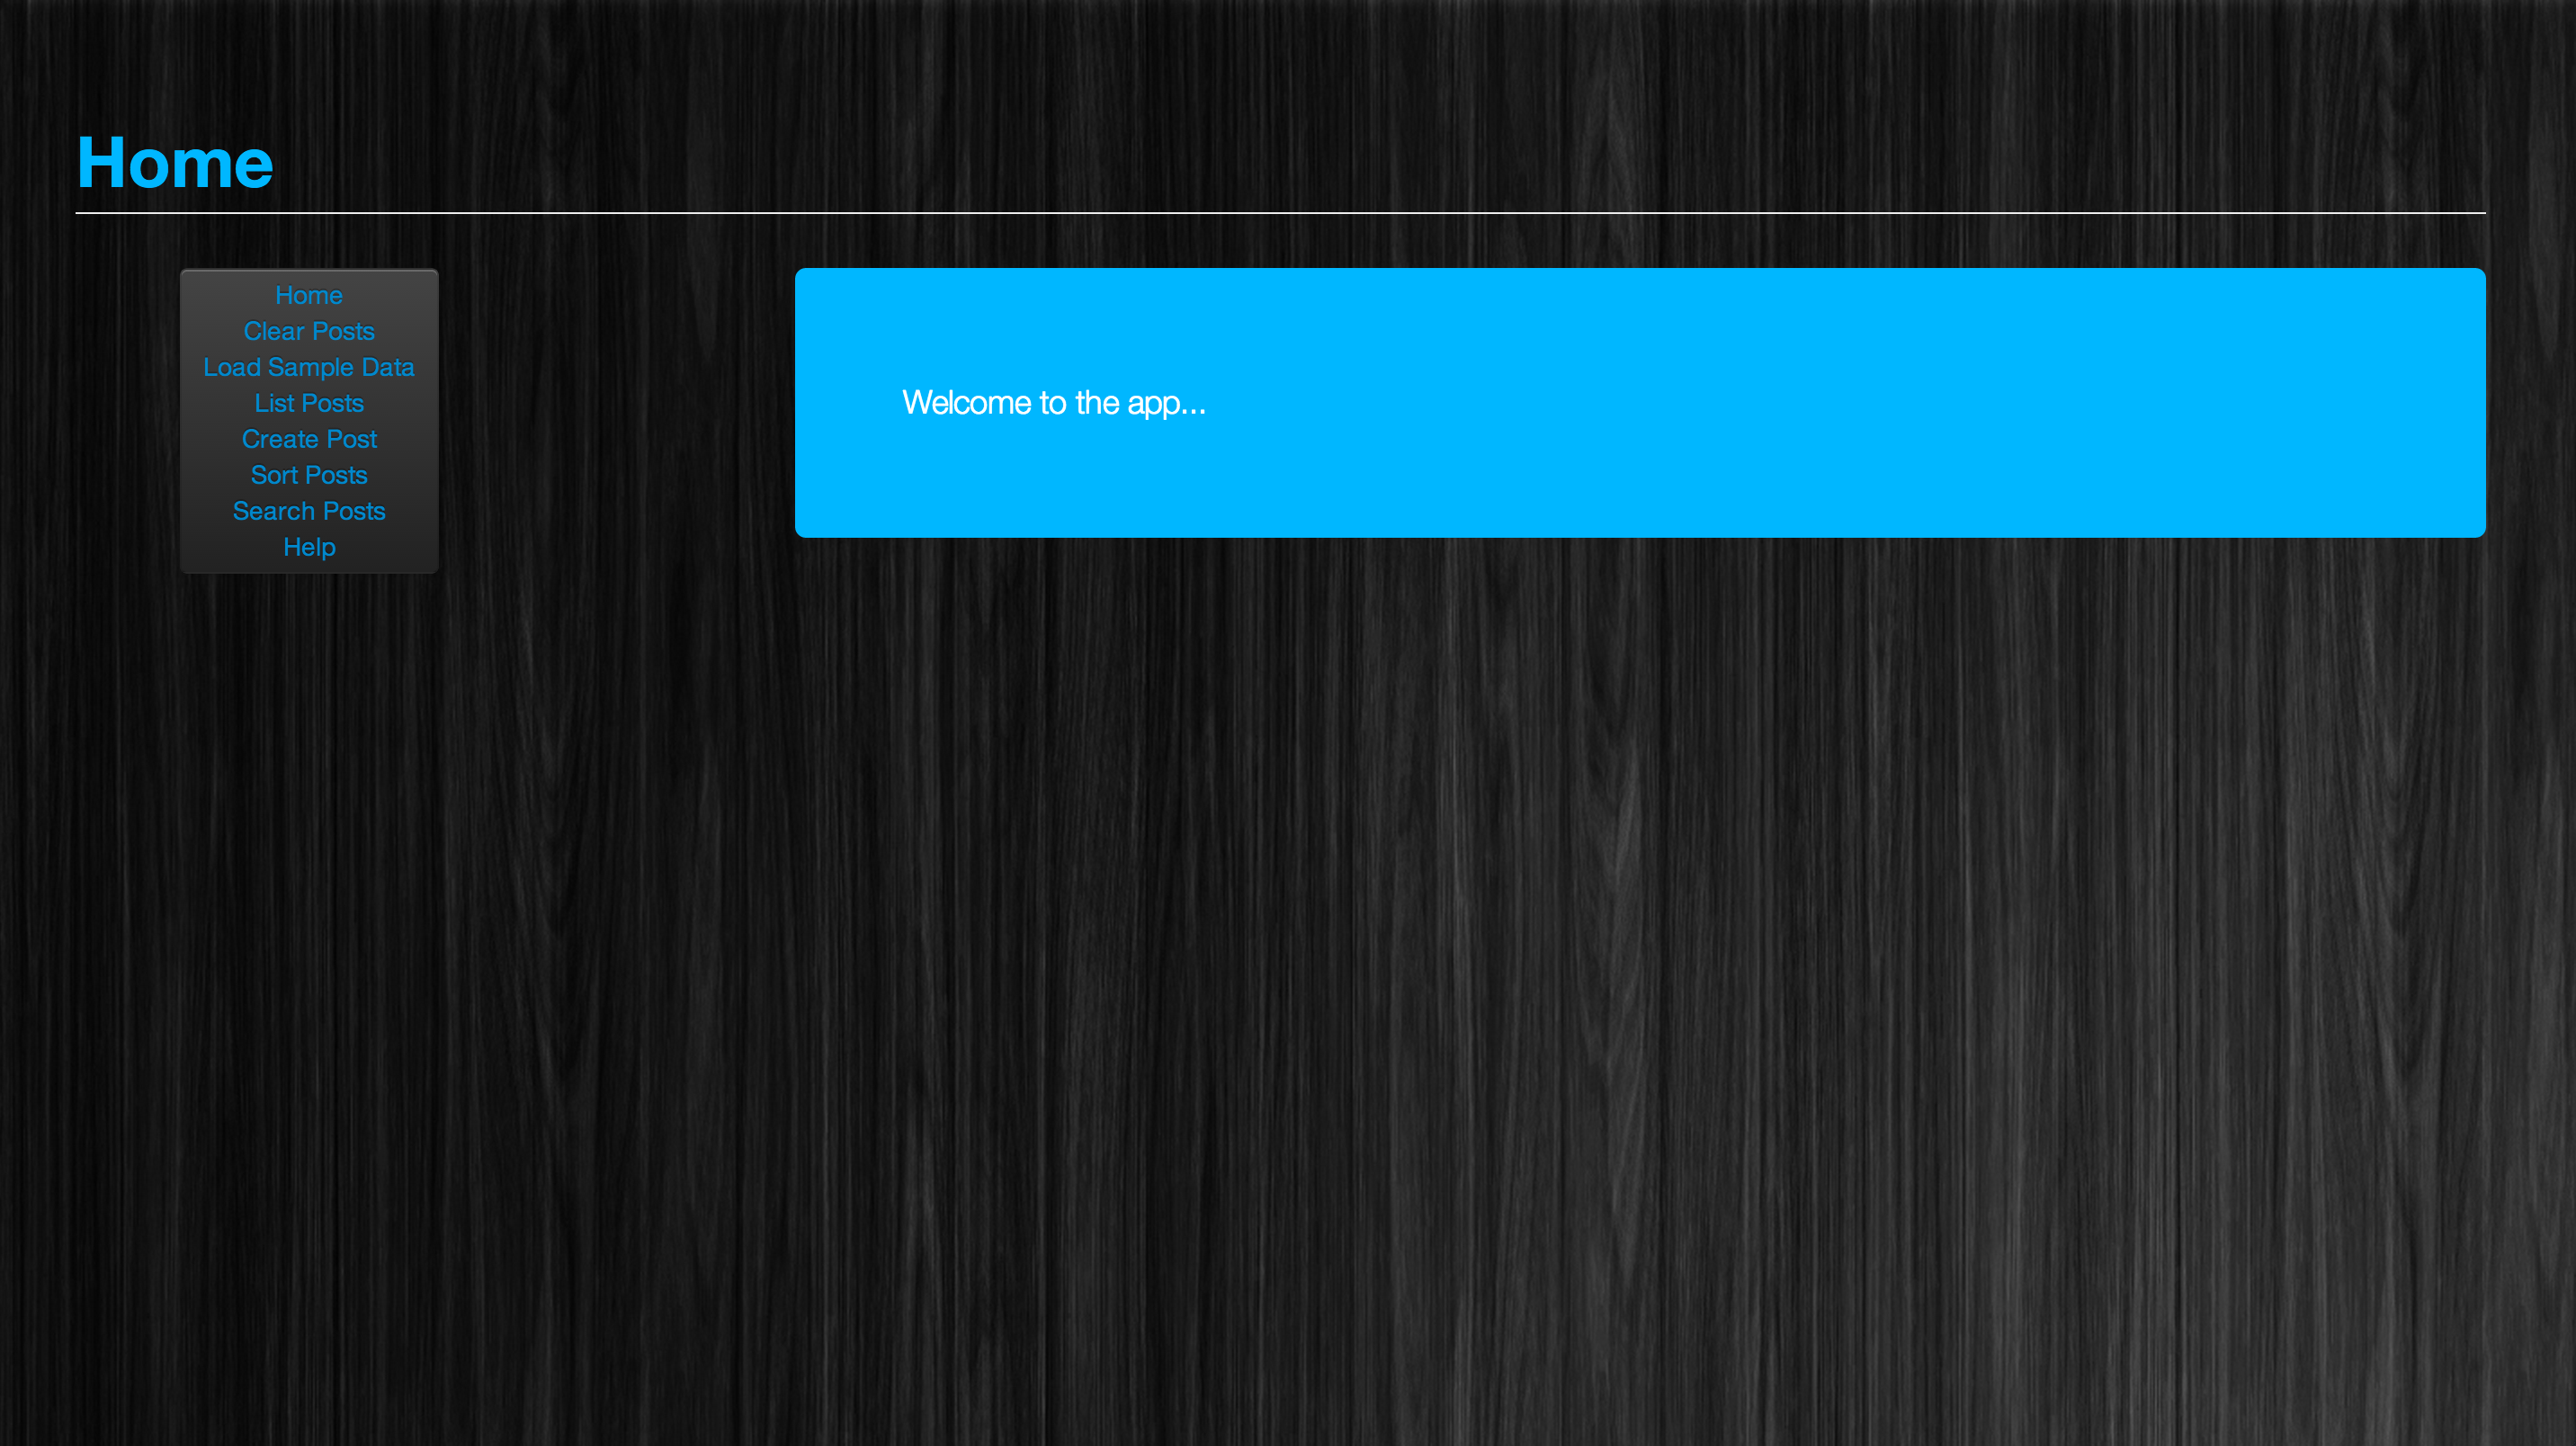 Home
Home
Clear Posts
Load Sample Data
List Posts
Create Post
Sort Posts
Search Posts
Help
Welcome to the app...